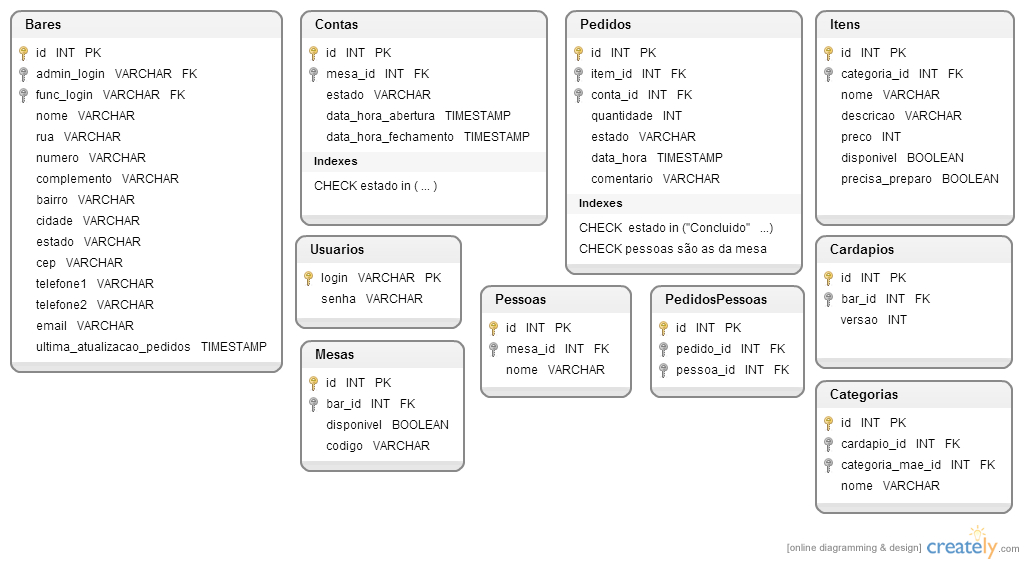 Bares
id INT PK
admin_login VARCHAR FK
func_login VARCHAR FK
nome VARCHAR
rua VARCHAR
numero VARCHAR
complemento VARCHAR
bairro VARCHAR
cidade VARCHAR
estado VARCHAR
cep VARCHAR
telefone1 VARCHAR
telefone2 VARCHAR
email VARCHAR
ultima_atualizacao_pedidos TIMESTAMP
Contas
id INT PK
mesa_id INT FK
estado VARCHAR
data_hora_abertura TIMESTAMP
data_hora_fechamento TIMESTAMP
Indexes
CHECK estado in ( ... )
Usuarios
login VARCHAR PK
senha VARCHAR
Mesas
id INT PK
bar_id INT FK
disponivel BOOLEAN
codigo VARCHAR
Pedidos
id INT PK
item_id INT FK
conta_id INT FK
quantidade INT
estado VARCHAR
data_hora TIMESTAMP
comentario VARCHAR
Indexes
CHECK estado in ("Concluido" ...)
CHECK pessoas são as da mesa
Pessoas
id INT PK
mesa_id INT FK
nome VARCHAR
PedidosPessoas
id INT PK
pedido_id INT FK
pessoa_id INT FK
Itens
id INT PK
categoria_id INT FK
nome VARCHAR
descricao VARCHAR
preco INT
disponivel BOOLEAN
precisa_preparo BOOLEAN
Cardapios
id INT PK
bar_id INT FK
versao INT
Categorias
id INT PK
cardapio_id INT FK
categoria_mae_id INT FK
nome VARCHAR
[online diagramming & design] creately.com